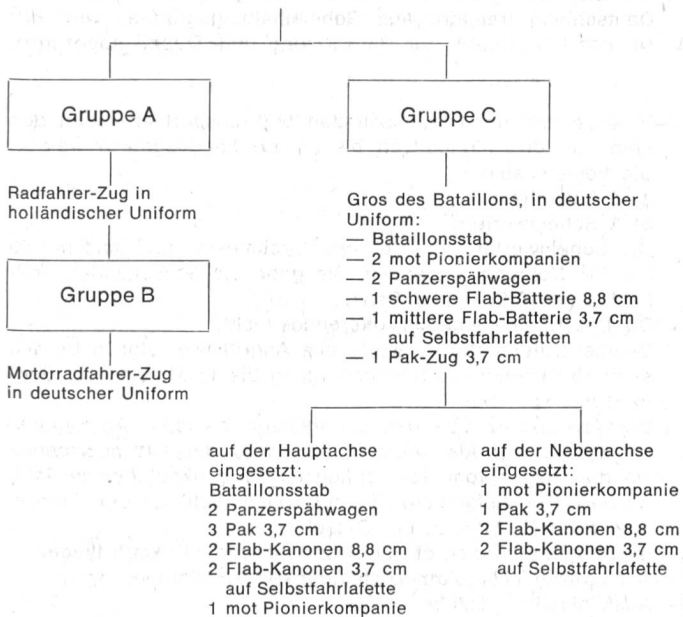 Gruppe A
Radfahrer-Zug in
holländischer Uniform
Gruppe B
Motorradfahrer-Zug
in deutscher Uniform
Gruppe C
Gros des Bataillons, in deutscher
Uniform:
— Bataillonsstab
— 2 mot Pionierkompanien
— 2 Panzerspähwagen
— 1 schwere Flab-Batterie 8,8 cm
— 1 mittlere Flab-Batterie 3,7 cm
auf Selbstfahrlafetten
— 1 Pak-Zug 3,7 cm
auf der Hauptachse
eingesetzt:
Bataillonsstab
2 Panzerspähwagen
3 Pak 3,7 cm
2 Flab-Kanonen 8,8 cm
2 Flab-Kanonen 3,7 cm
auf Selbstfahrlafette
1 mot Pionierkompanie
auf der Nebenachse
eingesetzt:
1 mot Pionierkompanie
1 Pak 3,7 cm
2 Flab-Kanonen 8,8 cm
2 Flab-Kanonen 3,7 cm
auf Selbstfahrlafette